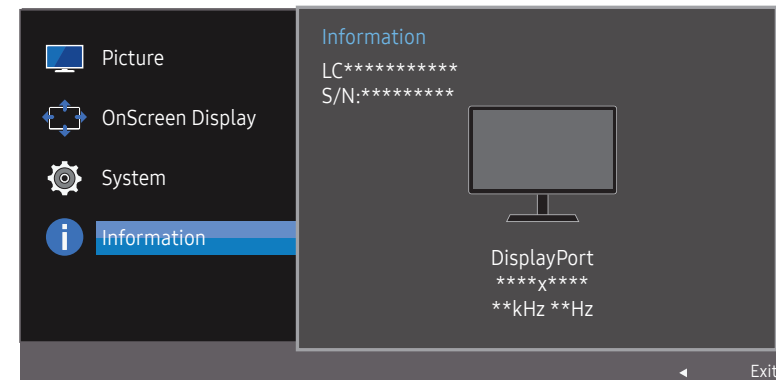 Picture
OnScreen Display
System
Information
Information
LC***********
S/N:*********
DisplayPort
****x****
**kHz **Hz
Exit